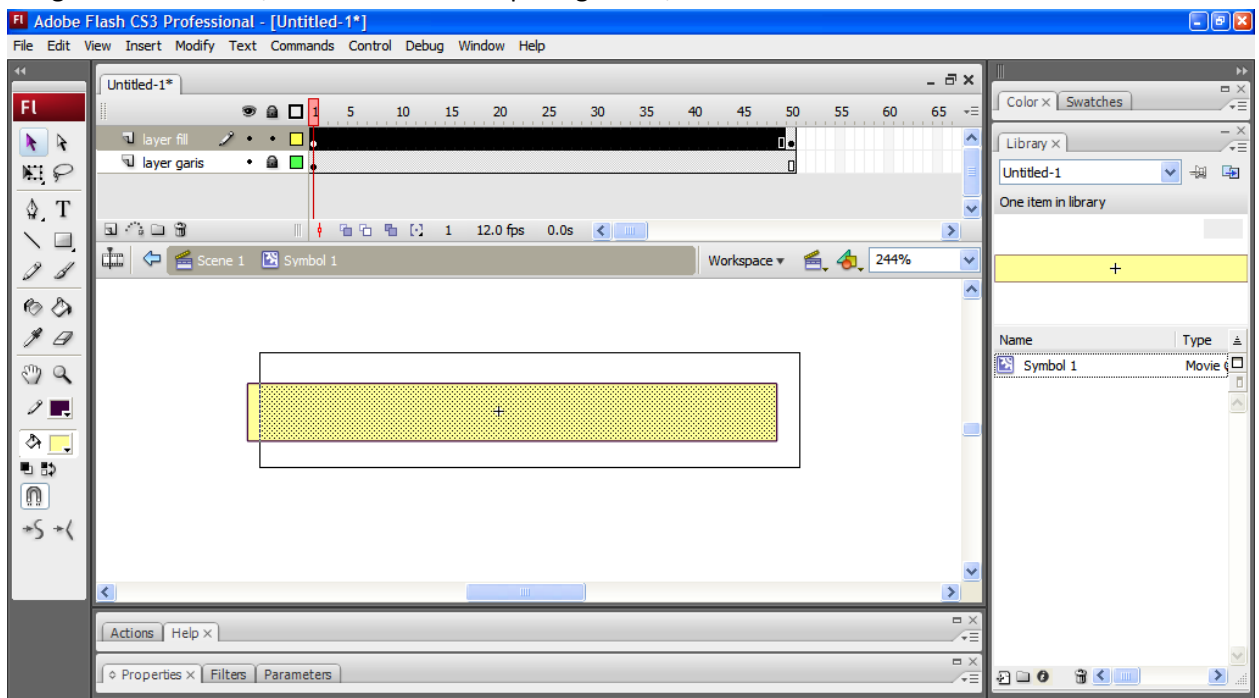 Fl Adobe Flash CS3 Professional - [Untitled-1*]
File Edit View Insert Modify Text Commands Control Debug Window Help
Untitled-1*
Fl
1 5 10 15 20 25 30 35 40 45 50 55 60 65
layer fill
layer garis
1 12.0 fps 0.0s
Scene 1 Symbol 1 Workspace 244%
Actions Help ×
Properties × Filters Parameters
Color × Swatches
Library ×
Untitled-1
One item in library
Name Type
Symbol 1 Movie